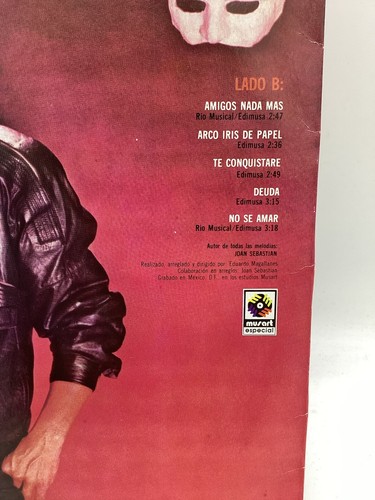 LADO B:
AMIGOS NADA MAS
Rio Musical/Edimusa 2:47
ARCO IRIS DE PAPEL
Edimusa 2:36
TE CONQUISTARE
Edimusa 2:49
DEUDA
Edimusa 3:15
NO SE AMAR
Rio Musical/Edimusa 3:18
Autor de todas las melodias:
JOAN SEBASTIAN
Realizado, arreglado y dirigido por: Eduardo Magallanes
Colaboración en arreglos: Joan Sebastian
Grabado en México, D.F., en los estudios Musart
musart
especial